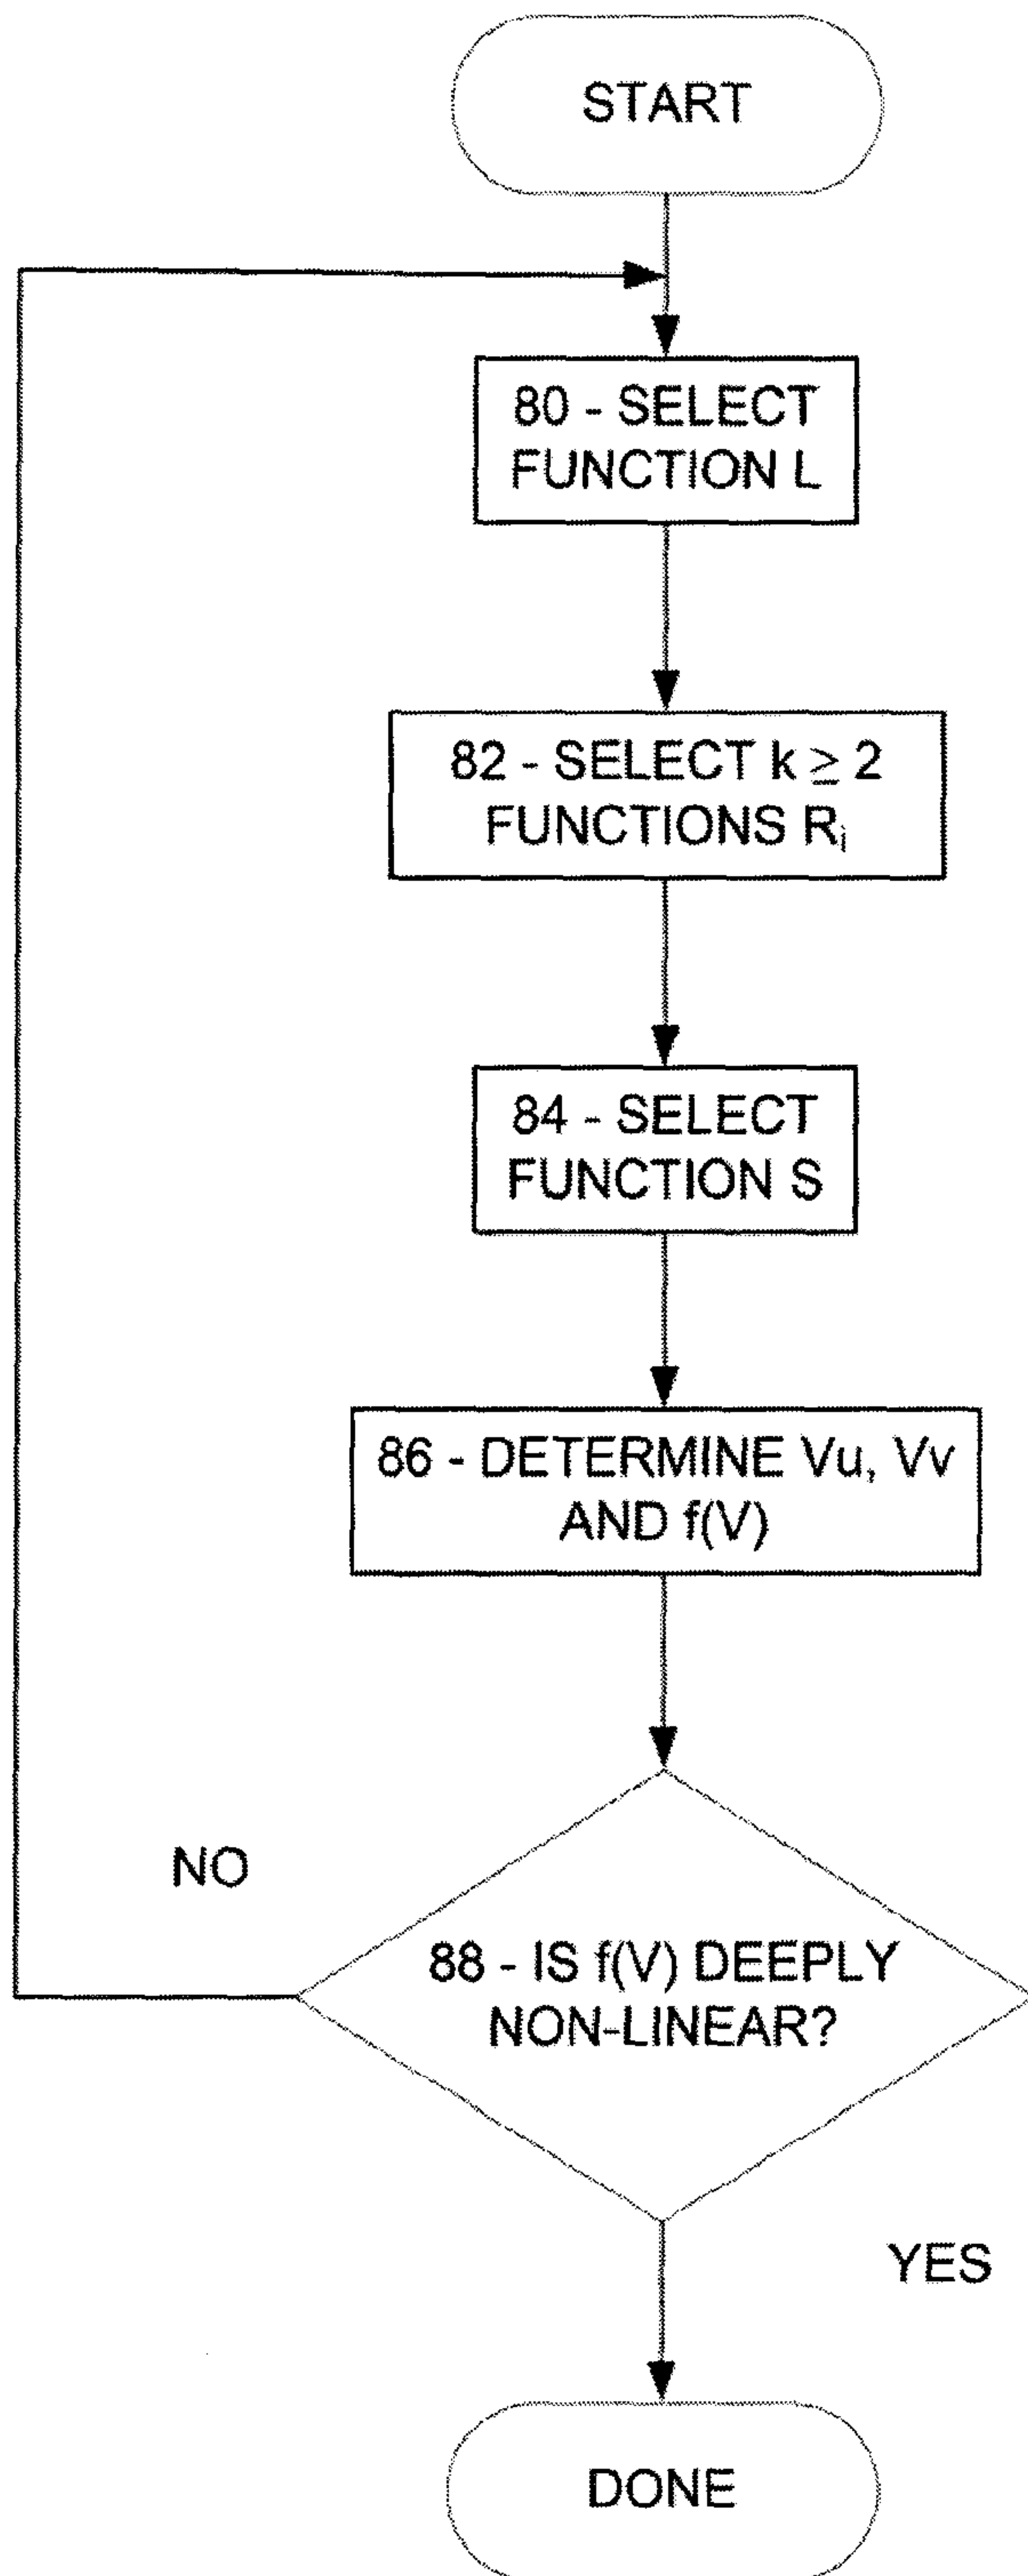 START
80 - SELECT
FUNCTION L
82 - SELECT k ≥ 2
FUNCTIONS Rᵢ
84 - SELECT
FUNCTION S
86 - DETERMINE Vu, Vv
AND f(V)
NO
88 - IS f(V) DEEPLY
NON-LINEAR?
YES
DONE